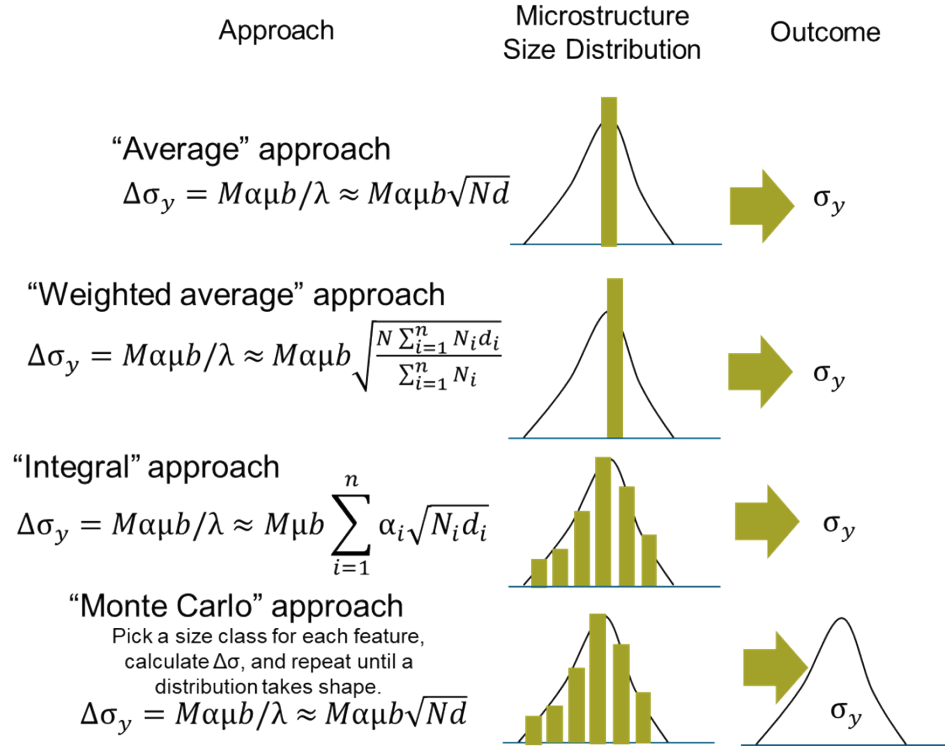 Approach
Microstructure
Size Distribution
Outcome
“Average” approach
Δσ_y = Mαμb/λ ≈ Mαμb√(Nd)
σ_y
“Weighted average” approach
Δσ_y = Mαμb/λ ≈ Mαμb√((N ∑_{i=1}^{n} N_i d_i)/(∑_{i=1}^{n} N_i))
σ_y
“Integral” approach
Δσ_y = Mαμb/λ ≈ Mμb ∑_{i=1}^{n} α_i√(N_i d_i)
σ_y
“Monte Carlo” approach
Pick a size class for each feature,
calculate Δσ, and repeat until a
distribution takes shape.
Δσ_y = Mαμb/λ ≈ Mαμb√(Nd)
σ_y